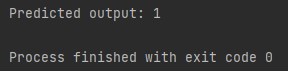 Predicted output: 1
Process finished with exit code 0